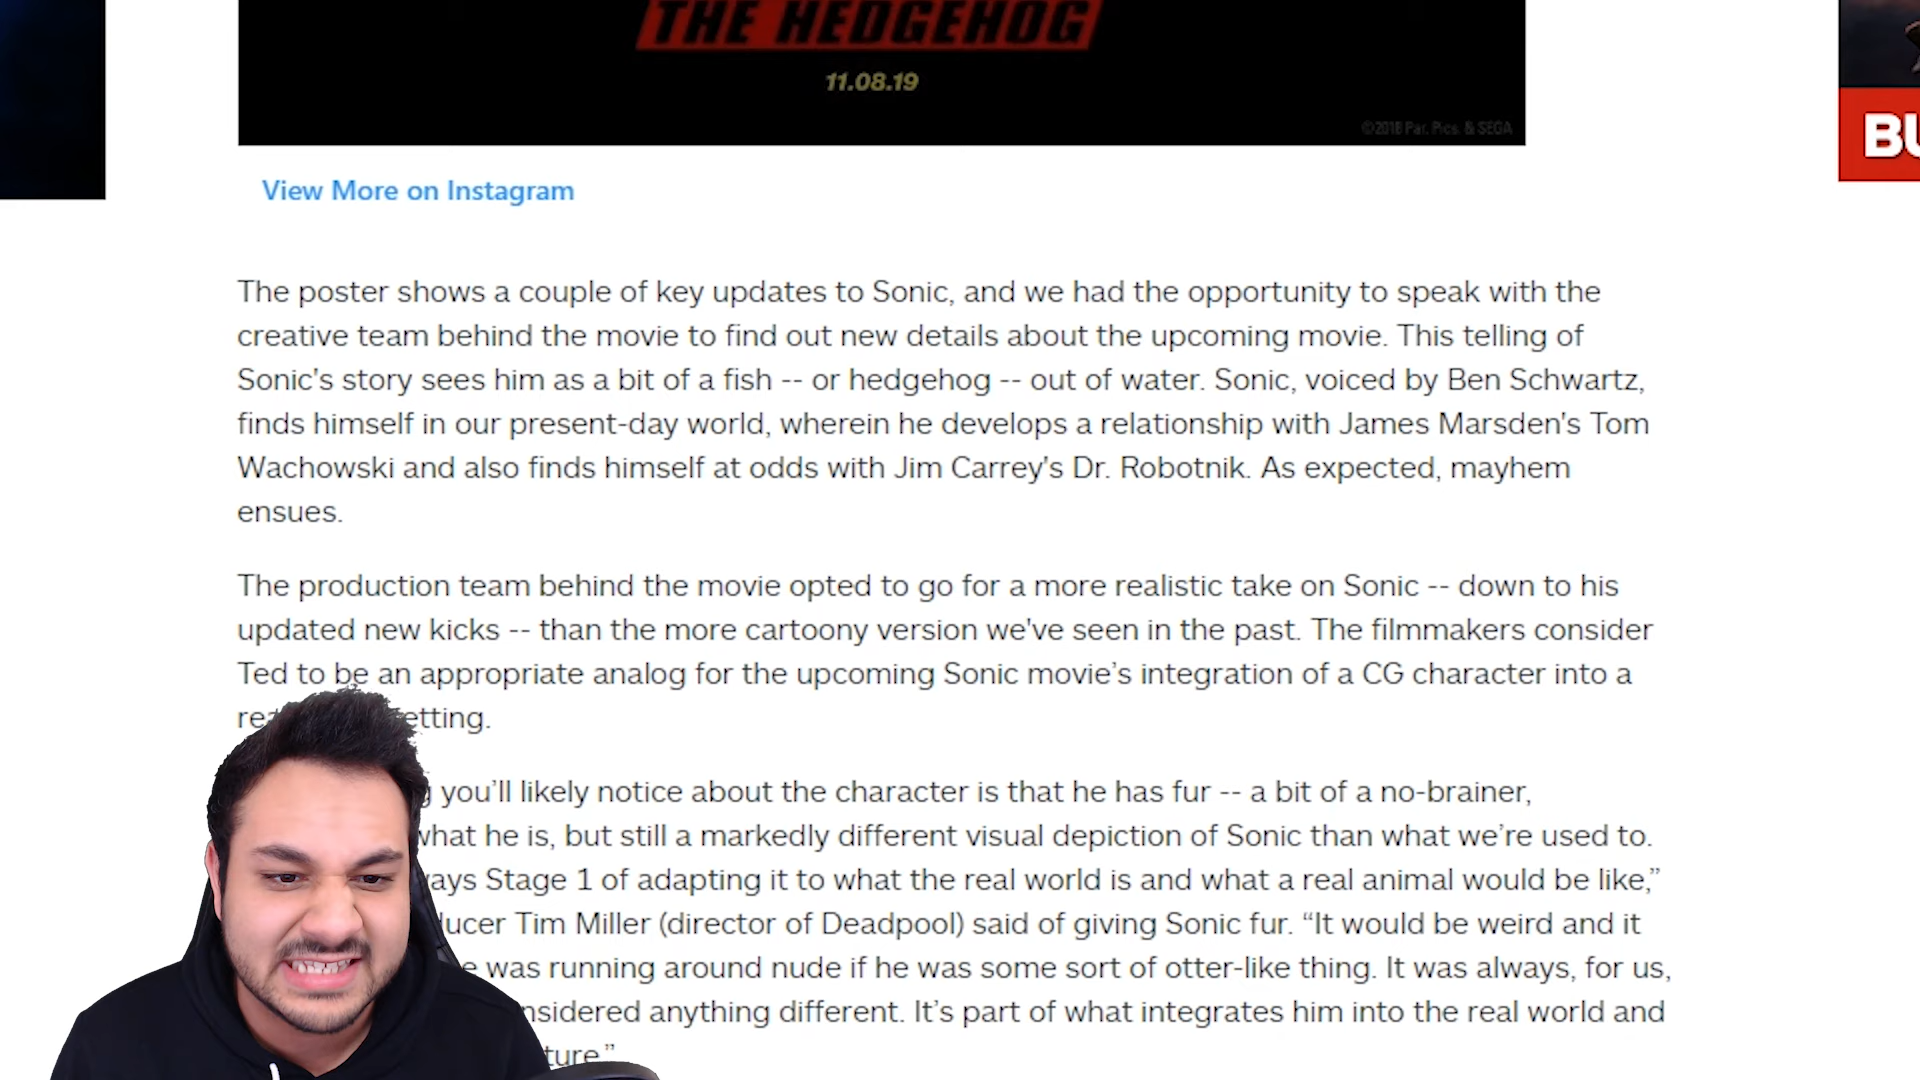 THE HEDGEHOG
11.08.19
©2018 Par. Pics. & SEGA
BU
View More on Instagram
The poster shows a couple of key updates to Sonic, and we had the opportunity to speak with the
creative team behind the movie to find out new details about the upcoming movie. This telling of
Sonic's story sees him as a bit of a fish -- or hedgehog -- out of water. Sonic, voiced by Ben Schwartz,
finds himself in our present-day world, wherein he develops a relationship with James Marsden's Tom
Wachowski and also finds himself at odds with Jim Carrey's Dr. Robotnik. As expected, mayhem
ensues.
The production team behind the movie opted to go for a more realistic take on Sonic -- down to his
updated new kicks -- than the more cartoony version we've seen in the past. The filmmakers consider
Ted to be an appropriate analog for the upcoming Sonic movie’s integration of a CG character into a
etting.
you’ll likely notice about the character is that he has fur -- a bit of a no-brainer,
what he is, but still a markedly different visual depiction of Sonic than what we’re used to.
ays Stage 1 of adapting it to what the real world is and what a real animal would be like,”
ucer Tim Miller (director of Deadpool) said of giving Sonic fur. “It would be weird and it
was running around nude if he was some sort of otter-like thing. It was always, for us,
nsidered anything different. It’s part of what integrates him into the real world and
ture.”